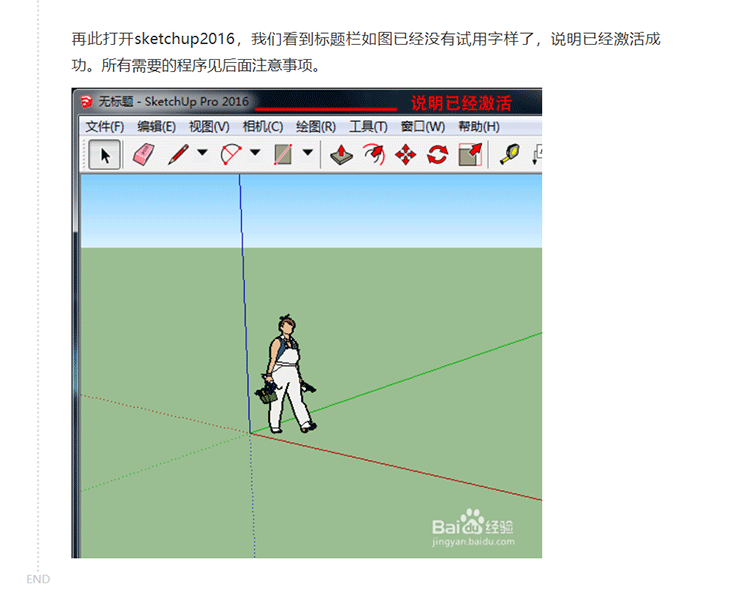 再此打开sketchup2016，我们看到标题栏如图已经没有试用字样了，说明已经激活成
功。所有需要的程序见后面注意事项。
无标题 - SketchUp Pro 2016 说明已经激活
文件(F) 编辑(E) 视图(V) 相机(C) 绘图(R) 工具(T) 窗口(W) 帮助(H)
Baidu经验
jingyan.baidu.com
END